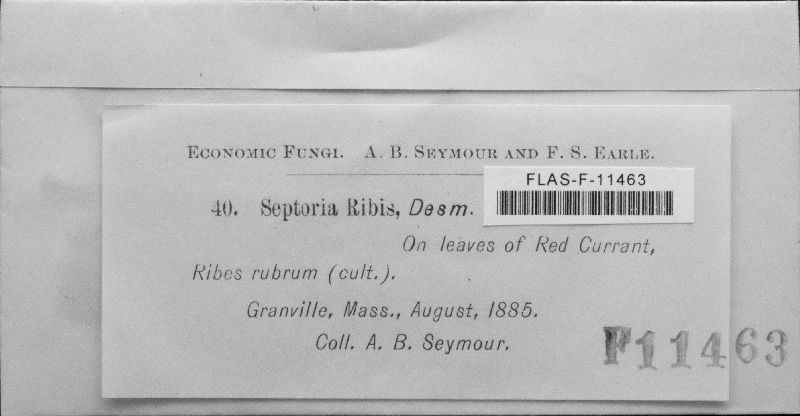 Economic Fungi. A. B. Seymour and F. S. Earle.
FLAS-F-11463
40. Septoria Ribis, Desm.
On leaves of Red Currant,
Ribes rubrum (cult.).
Granville, Mass., August, 1885.
Coll. A. B. Seymour.
F11463